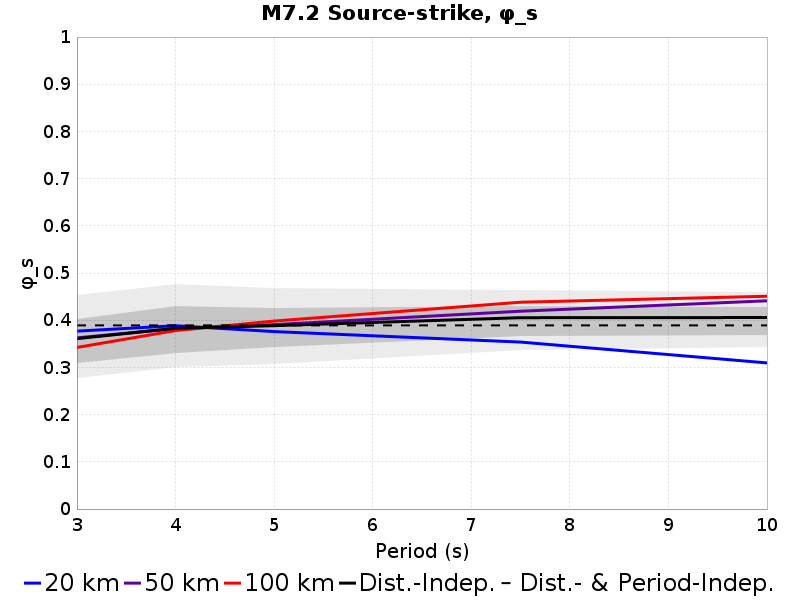 M7.2 Source-strike, φ_s
1
0.9
0.8
0.7
0.6
0.5
0.4
0.3
0.2
0.1
0
φ_s
3 4 5 6 7 8 9 10
Period (s)
20 km 50 km 100 km Dist.-Indep. Dist.- & Period-Indep.